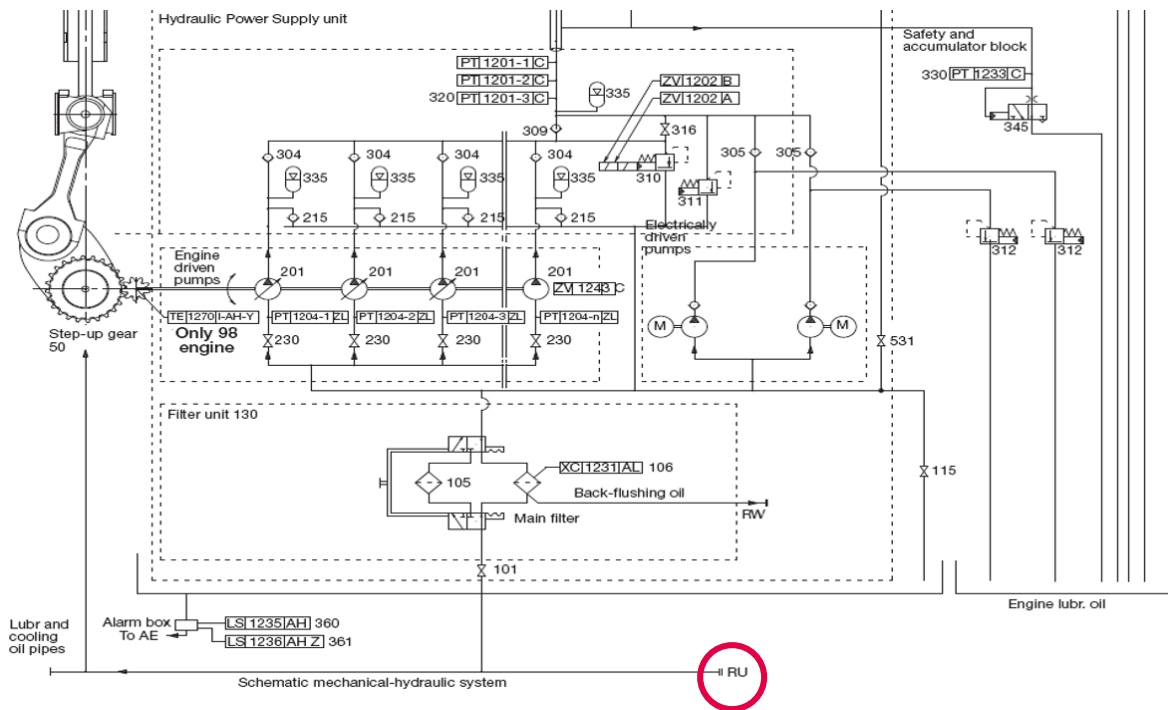 Hydraulic Power Supply unit
Safety and
accumulator block
PT 1201-1 C
PT 1201-2 C
320 PT 1201-3 C
335
ZV 1202 B
ZV 1202 A
330 PT 1233 C
345
309
316
304 304 304 304
305 305
335 335 335 335
310
311
215 215 215 215
Electrically
driven
pumps
312 312
Engine
driven
pumps
201 201 201 201
ZV 1243 C
TE 1270 I-AH-Y
PT 1204-1 ZL
PT 1204-2 ZL
PT 1204-3 ZL
PT 1204-n ZL
M M
Step-up gear
50
Only 98
engine
230 230 230 230
531
Filter unit 130
XC 1231 AL 106
105
Back-flushing oil
RW
Main filter
115
101
Engine lubr. oil
Lubr and
cooling
oil pipes
Alarm box
To AE
LS 1235 AH 360
LS 1236 AH Z 361
RU
Schematic mechanical-hydraulic system